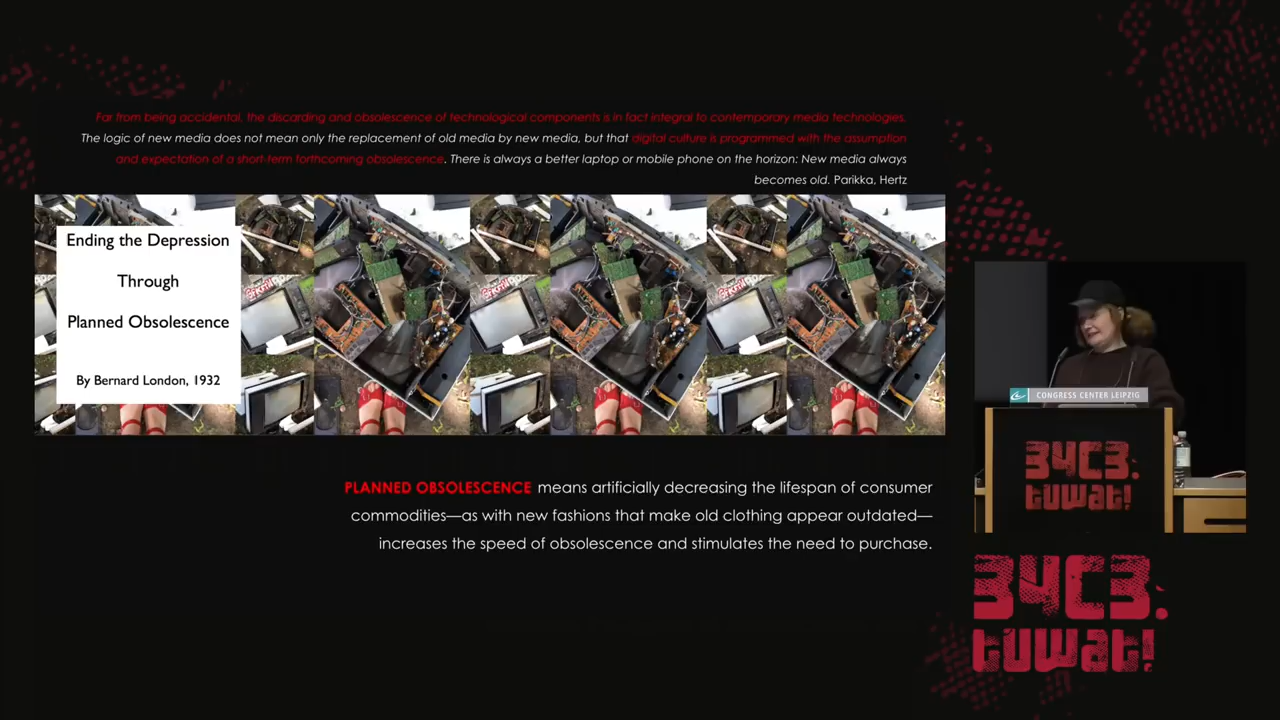 Far from being accidental, the discarding and obsolescence of technological components is in fact integral to contemporary media technologies.
The logic of new media does not mean only the replacement of old media by new media, but that digital culture is programmed with the assumption
and expectation of a short-term forthcoming obsolescence. There is always a better laptop or mobile phone on the horizon: New media always
becomes old. Parikka, Hertz
Ending the Depression
Through
Planned Obsolescence
By Bernard London, 1932
PLANNED OBSOLESCENCE means artificially decreasing the lifespan of consumer
commodities—as with new fashions that make old clothing appear outdated—
increases the speed of obsolescence and stimulates the need to purchase.
CONGRESS CENTER LEIPZIG
34C3.
tuwat!
34C3.
tuwat!